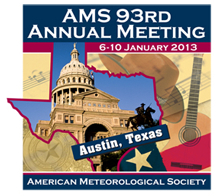 AMS 93RD
ANNUAL MEETING
6-10 JANUARY 2013
Austin, Texas
AMERICAN METEOROLOGICAL SOCIETY